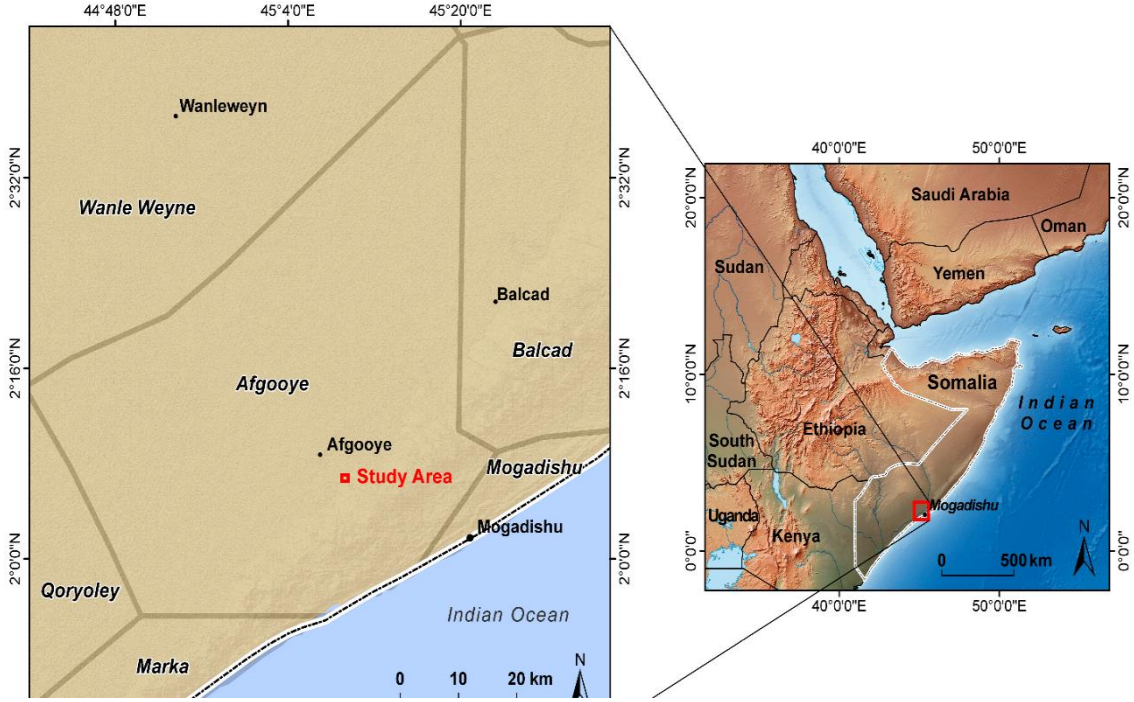 44°48'0"E
45°4'0"E
45°20'0"E
Wanleweyn
2°32'0"N
2°32'0"N
Wanle Weyne
Balcad
Balcad
2°16'0"N
2°16'0"N
Afgooye
Afgooye
Study Area
Mogadishu
Mogadishu
2°0'0"N
2°0'0"N
Qoryoley
Indian Ocean
Marka
N
0 10 20 km
40°0'0"E
50°0'0"E
20°0'0"N
20°0'0"N
Saudi Arabia
Oman
Sudan
Yemen
10°0'0"N
10°0'0"N
Somalia
Indian
Ocean
Ethiopia
South
Sudan
Mogadishu
Uganda
Kenya
N
0°0'0"
0°0'0"
0 500 km
40°0'0"E
50°0'0"E